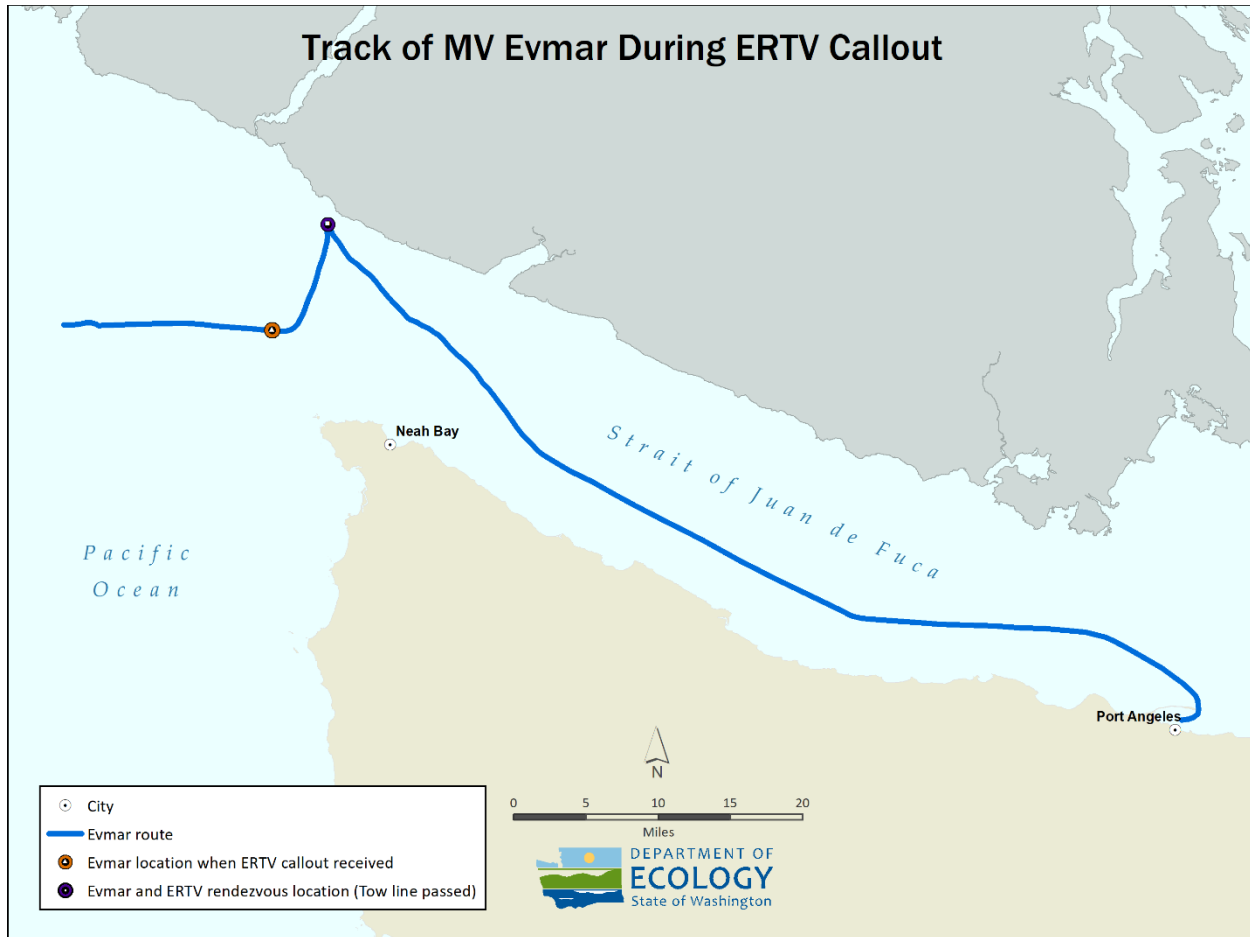 Track of MV Evmar During ERTV Callout
Neah Bay
Strait of Juan de Fuca
Pacific
Ocean
Port Angeles
N
0 5 10 15 20
Miles
City
Evmar route
Evmar location when ERTV callout received
Evmar and ERTV rendezvous location (Tow line passed)
DEPARTMENT OF
ECOLOGY
State of Washington